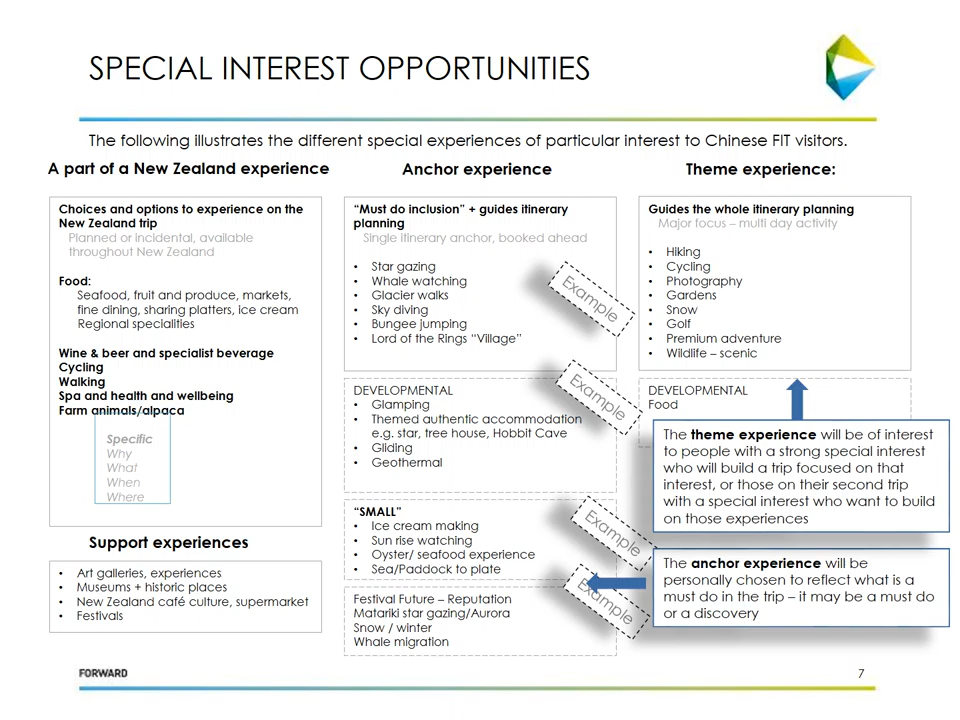 SPECIAL INTEREST OPPORTUNITIES
The following illustrates the different special experiences of particular interest to Chinese FIT visitors.
A part of a New Zealand experience
Choices and options to experience on the
New Zealand trip
Planned or incidental, available
throughout New Zealand
Food:
Seafood, fruit and produce, markets,
fine dining, sharing platters, ice cream
Regional specialities
Wine & beer and specialist beverage
Cycling
Walking
Spa and health and wellbeing
Farm animals/alpaca
Specific
Why
What
When
Where
Support experiences
• Art galleries, experiences
• Museums + historic places
• New Zealand café culture, supermarket
• Festivals
Anchor experience
“Must do inclusion” + guides itinerary
planning
Single itinerary anchor, booked ahead
• Star gazing
• Whale watching
• Glacier walks
• Sky diving
• Bungee jumping
• Lord of the Rings “Village”
Example
DEVELOPMENTAL
• Glamping
• Themed authentic accommodation
e.g. star, tree house, Hobbit Cave
• Gliding
• Geothermal
Example
“SMALL”
• Ice cream making
• Sun rise watching
• Oyster/ seafood experience
• Sea/Paddock to plate
Example
Festival Future – Reputation
Matariki star gazing/Aurora
Snow / winter
Whale migration
Example
Theme experience:
Guides the whole itinerary planning
Major focus – multi day activity
• Hiking
• Cycling
• Photography
• Gardens
• Snow
• Golf
• Premium adventure
• Wildlife – scenic
DEVELOPMENTAL
Food
The theme experience will be of interest
to people with a strong special interest
who will build a trip focused on that
interest, or those on their second trip
with a special interest who want to build
on those experiences
The anchor experience will be
personally chosen to reflect what is a
must do in the trip – it may be a must do
or a discovery
FORWARD
7